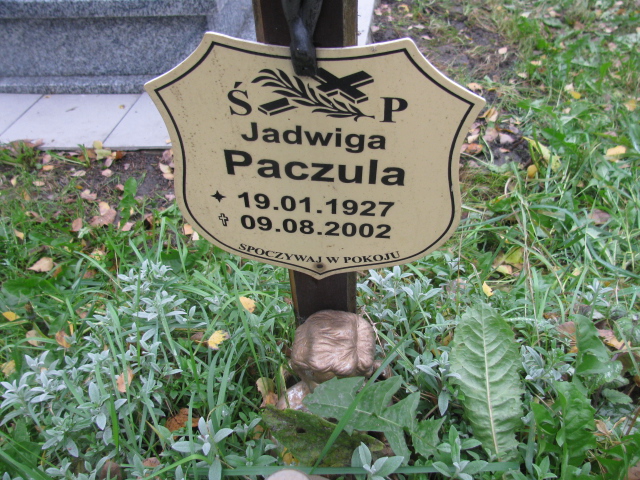 Ś P
Jadwiga
Paczula
19.01.1927
09.08.2002
SPOCZYWAJ W POKOJU